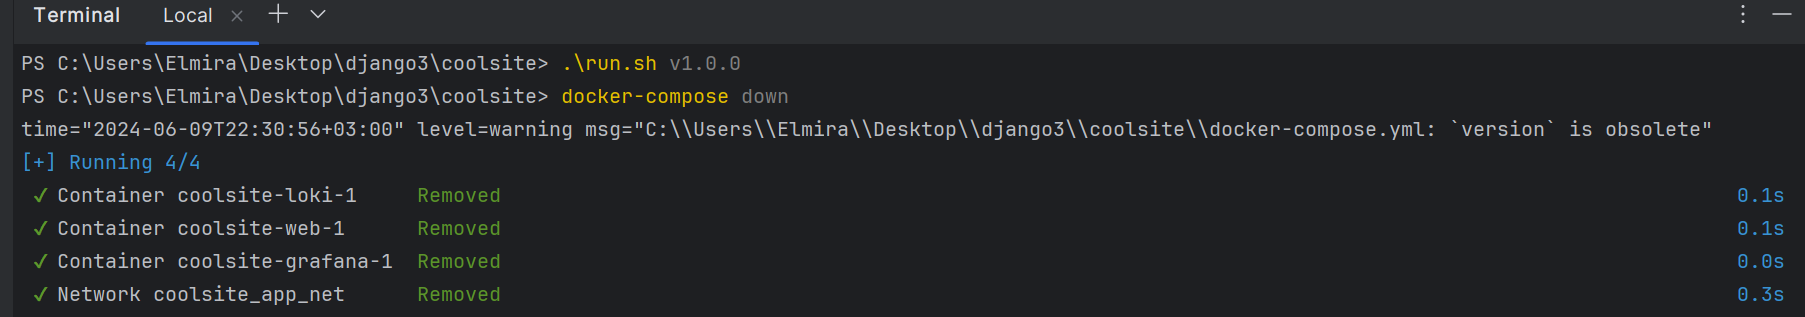 Terminal Local
PS C:\Users\Elmira\Desktop\django3\coolsite> .\run.sh v1.0.0
PS C:\Users\Elmira\Desktop\django3\coolsite> docker-compose down
time="2024-06-09T22:30:56+03:00" level=warning msg="C:\\Users\\Elmira\\Desktop\\django3\\coolsite\\docker-compose.yml: `version` is obsolete"
[+] Running 4/4
✓ Container coolsite-loki-1 Removed 0.1s
✓ Container coolsite-web-1 Removed 0.1s
✓ Container coolsite-grafana-1 Removed 0.0s
✓ Network coolsite_app_net Removed 0.3s